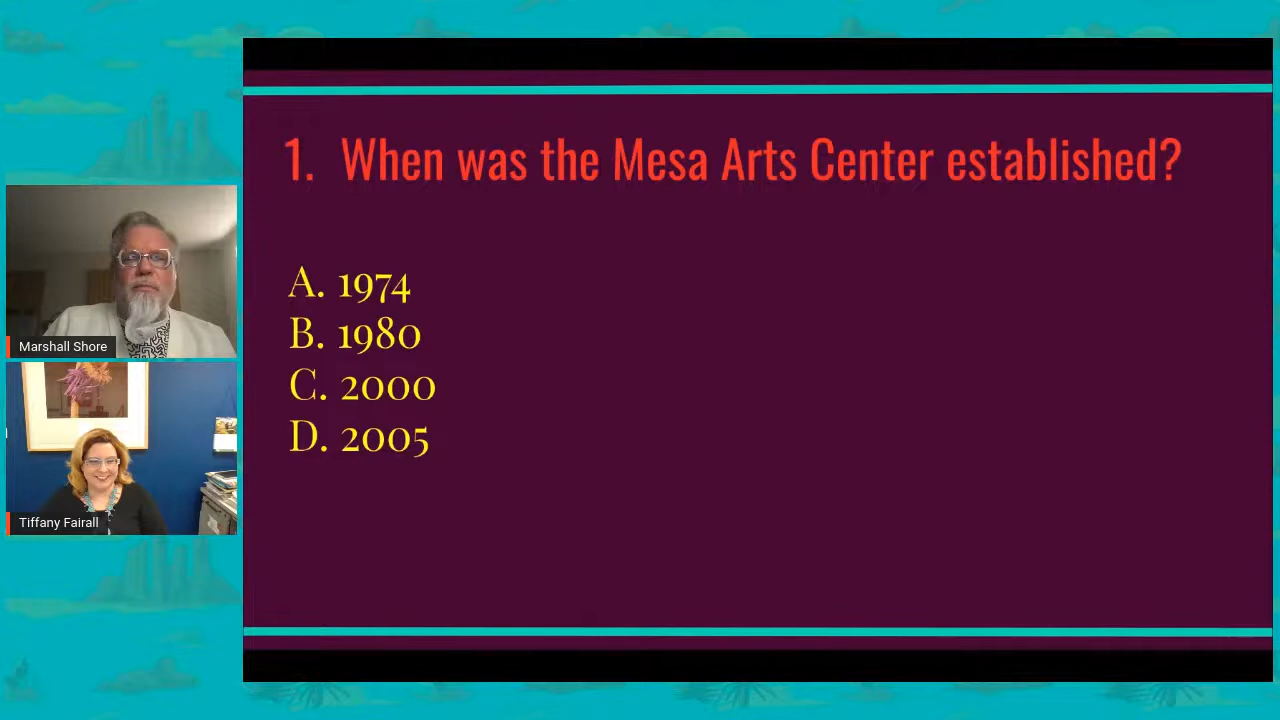 1. When was the Mesa Arts Center established?
A. 1974
B. 1980
C. 2000
D. 2005
Marshall Shore
Tiffany Fairall